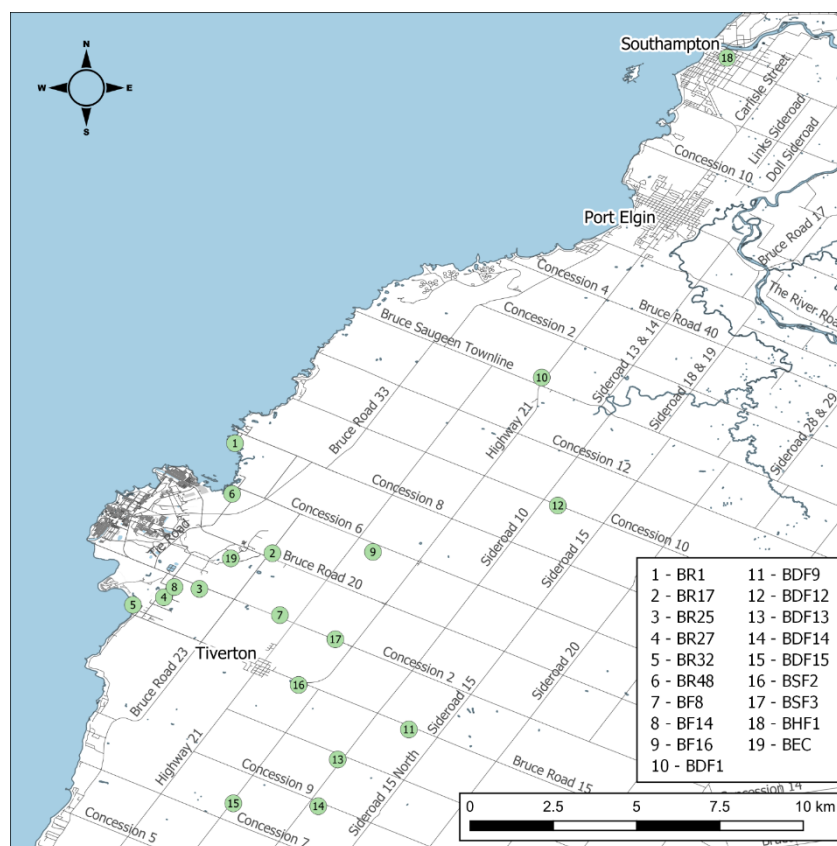 N
W E
S
Southampton
18
Carlisle Street
Links Sideroad
Doll Sideroad
Concession 10
Port Elgin
Bruce Road 17
The River Roa
Concession 4
Bruce Road 40
Concession 2
Bruce Saugeen Townline
Sideroad 13 & 14
Sideroad 18 & 19
Sideroad 28 & 29
10
Bruce Road 33
Highway 21
1
Concession 12
Concession 8
6
12
Concession 10
Sideroad 10
Sideroad 15
Concession 6
Tie Road
19
2
9
Bruce Road 20
8
3
4
5
7
17
Tiverton
Concession 2
Sideroad 20
16
Bruce Road 23
Sideroad 15
11
Highway 21
13
Bruce Road 15
Sideroad 15 North
Concession 9
15
14
Concession 14
Concession 5
Concession 7
1 - BR1 11 - BDF9
2 - BR17 12 - BDF12
3 - BR25 13 - BDF13
4 - BR27 14 - BDF14
5 - BR32 15 - BDF15
6 - BR48 16 - BSF2
7 - BF8 17 - BSF3
8 - BF14 18 - BHF1
9 - BF16 19 - BEC
10 - BDF1
0 2.5 5 7.5 10 km